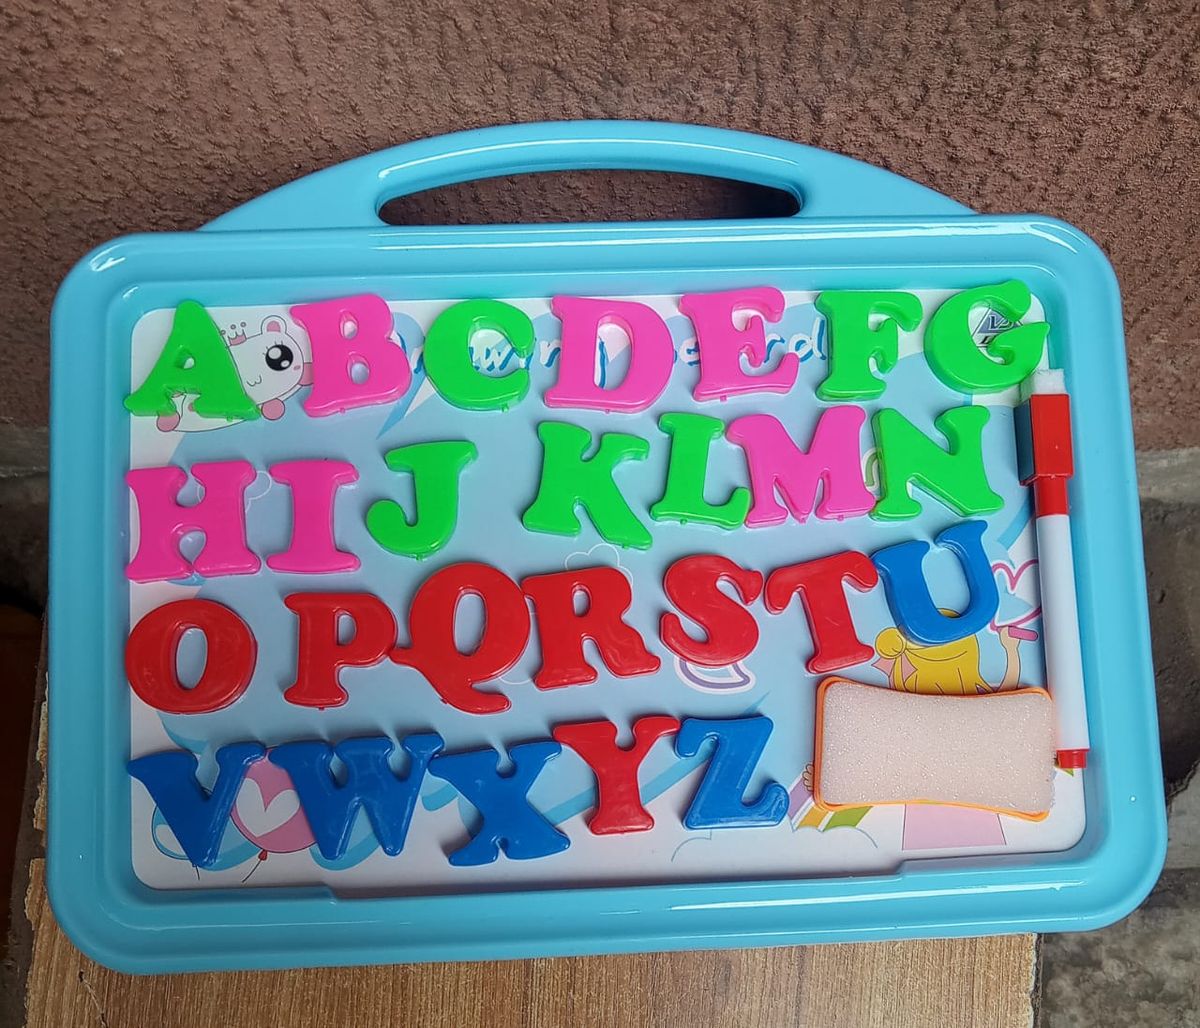 ABCDEFG
HIJKLMN
OPQRSTU
VWXYZ